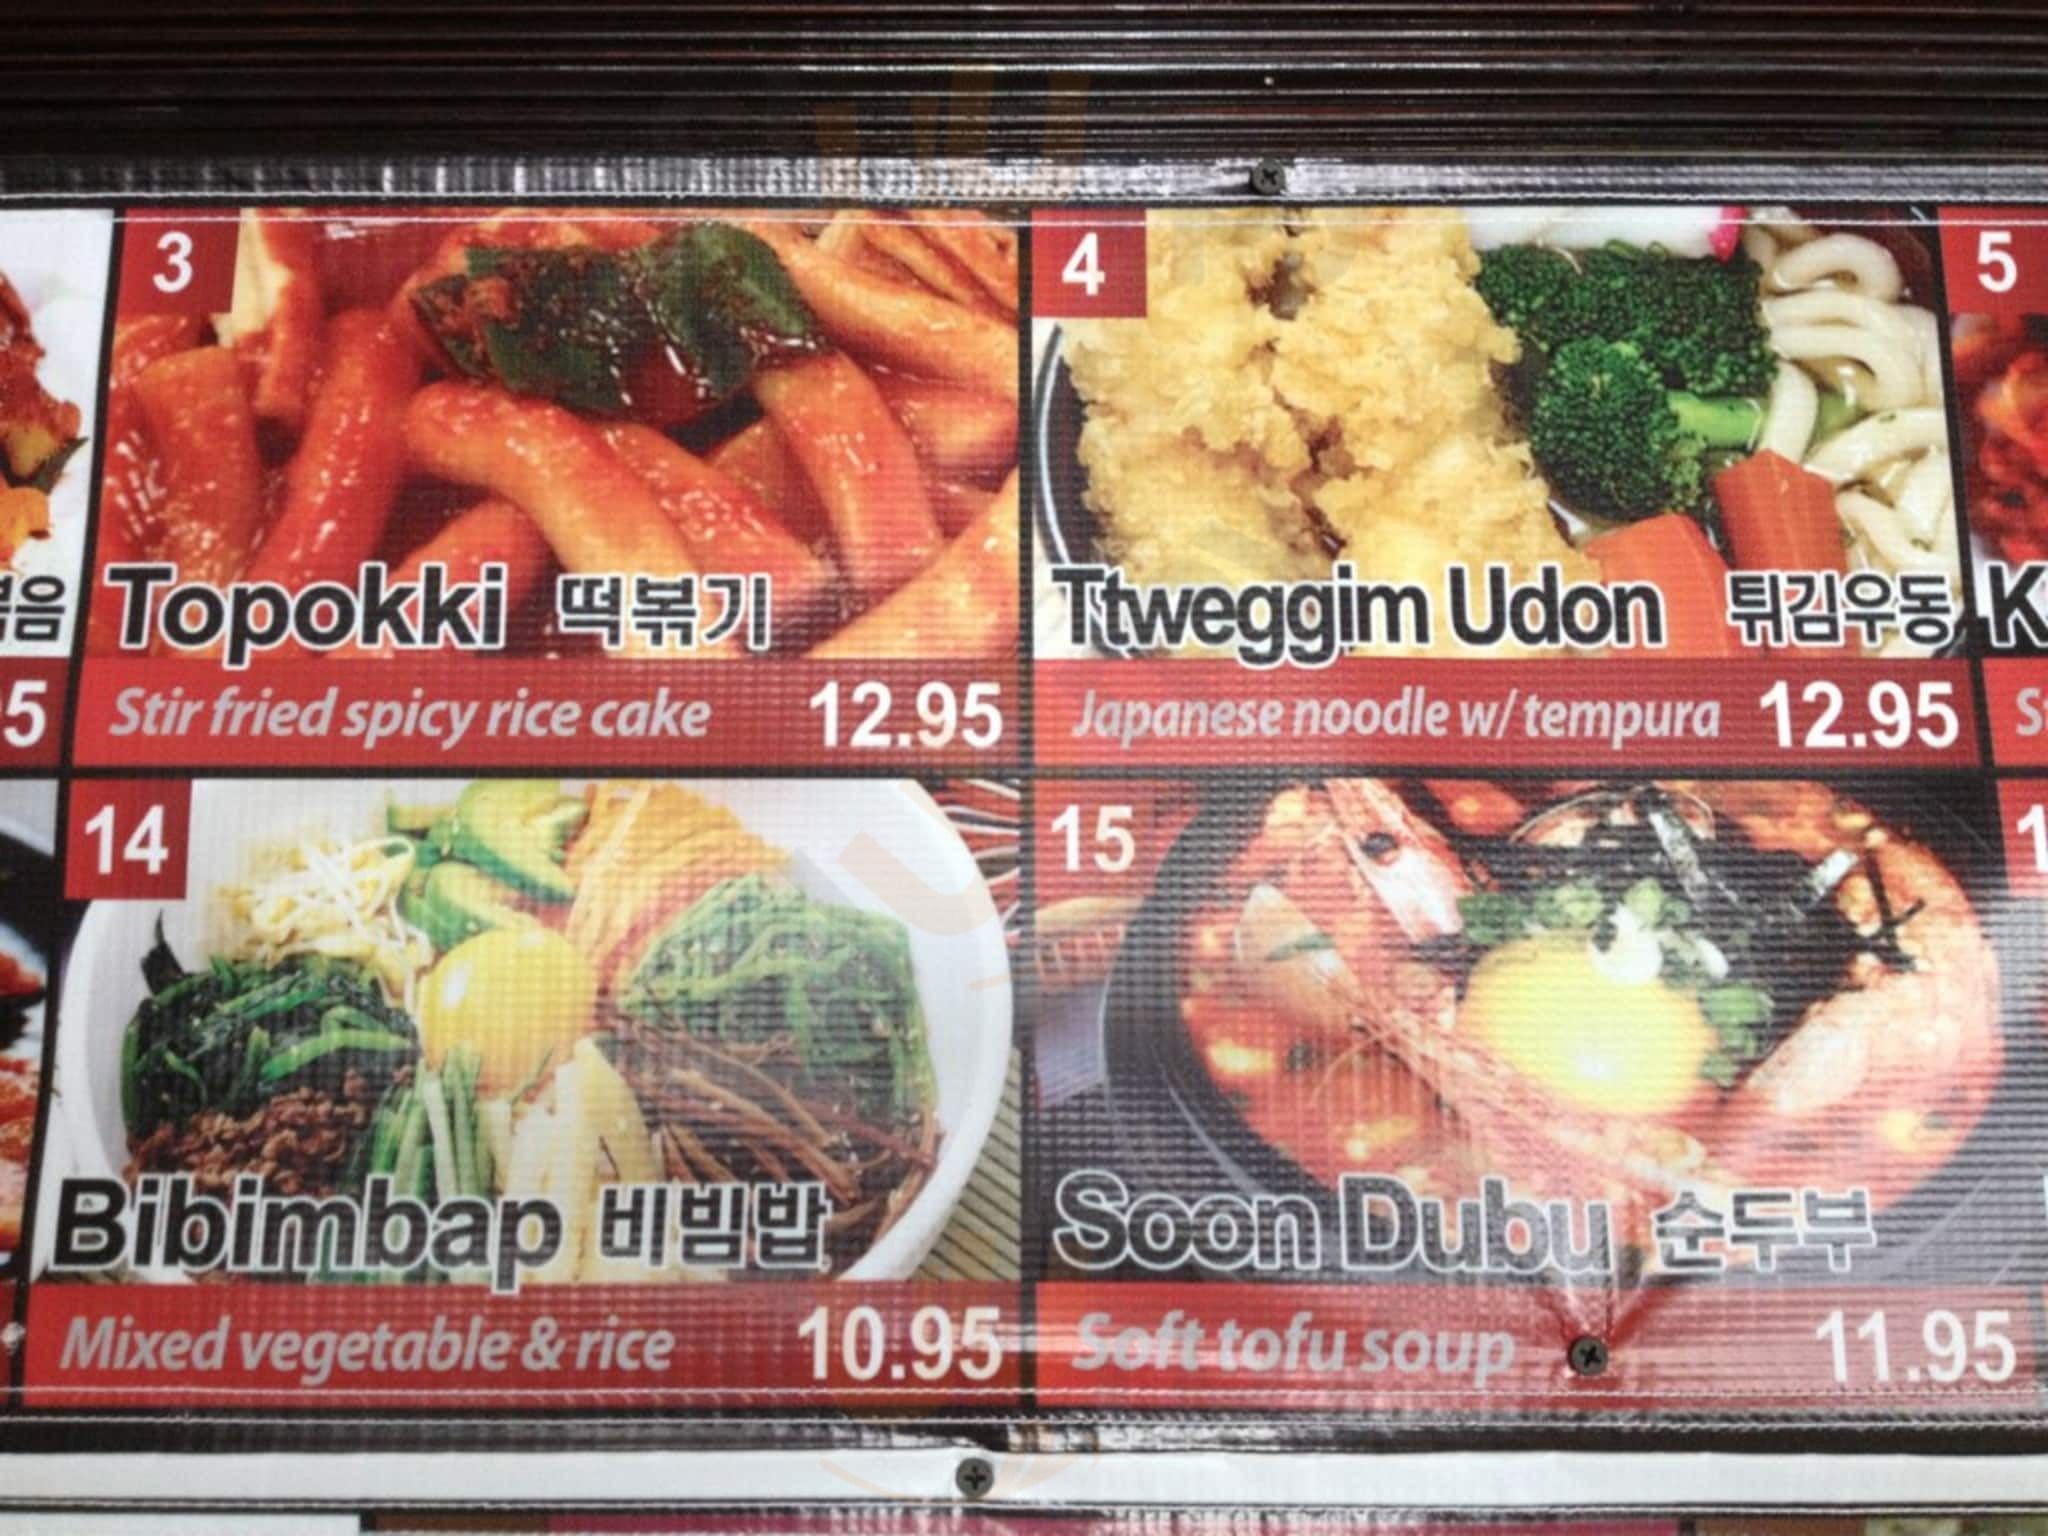 3
4
5
Topokki 떡볶기
Ttweggim Udon 튀김우동
K
Stir fried spicy rice cake 12.95
Japanese noodle w/ tempura 12.95
14
15
Bibimbap 비빔밥
Soon Dubu 순두부
Mixed vegetable & rice 10.95
Soft tofu soup 11.95